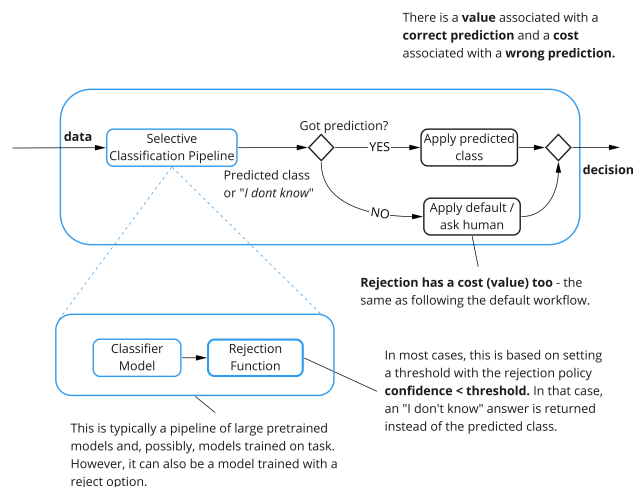 There is a value associated with a
correct prediction and a cost
associated with a wrong prediction.
data
Selective
Classification Pipeline
Predicted class
or "I dont know"
Got prediction?
YES
Apply predicted
class
decision
NO
Apply default /
ask human
Rejection has a cost (value) too - the
same as following the default workflow.
Classifier
Model
Rejection
Function
In most cases, this is based on setting
a threshold with the rejection policy
confidence < threshold. In that case,
an "I don't know" answer is returned
instead of the predicted class.
This is typically a pipeline of large pretrained
models and, possibly, models trained on task.
However, it can also be a model trained with a
reject option.